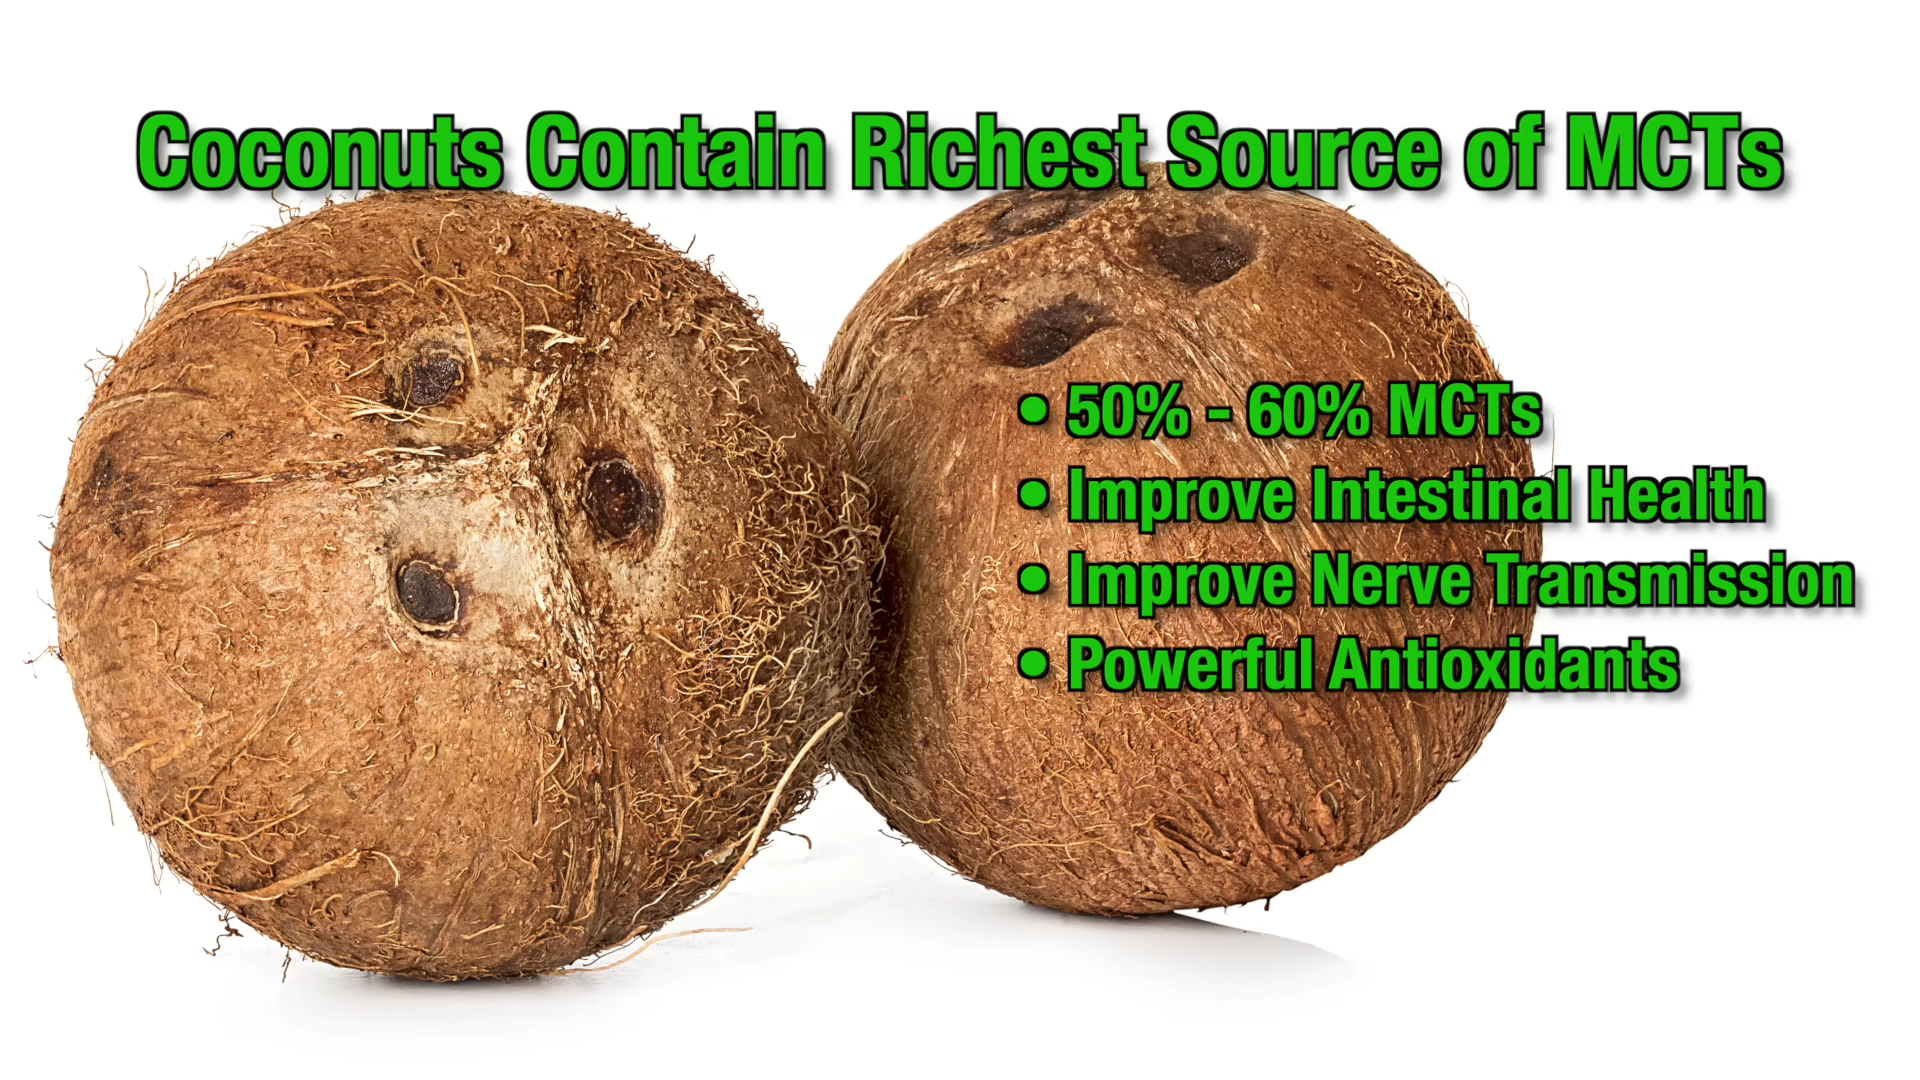 Coconuts Contain Richest Source of MCTs
• 50% - 60% MCTs
• Improve Intestinal Health
• Improve Nerve Transmission
• Powerful Antioxidants